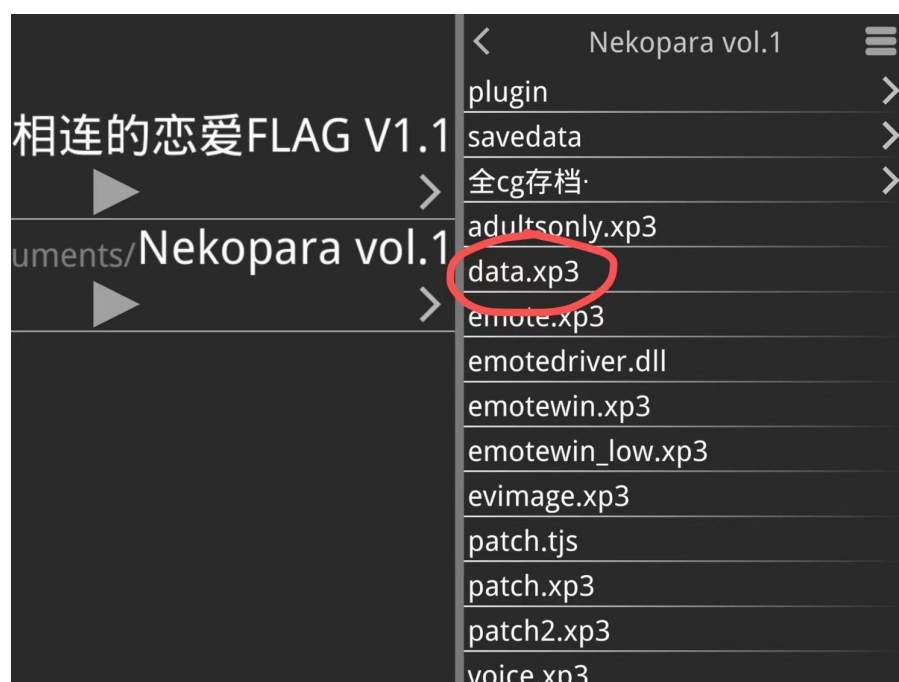 相连的恋爱FLAG V1.1
uments/Nekopara vol.1
Nekopara vol.1
plugin
savedata
全cg存档·
adultsonly.xp3
data.xp3
emote.xp3
emotedriver.dll
emotewin.xp3
emotewin_low.xp3
evimage.xp3
patch.tjs
patch.xp3
patch2.xp3
voice.xp3